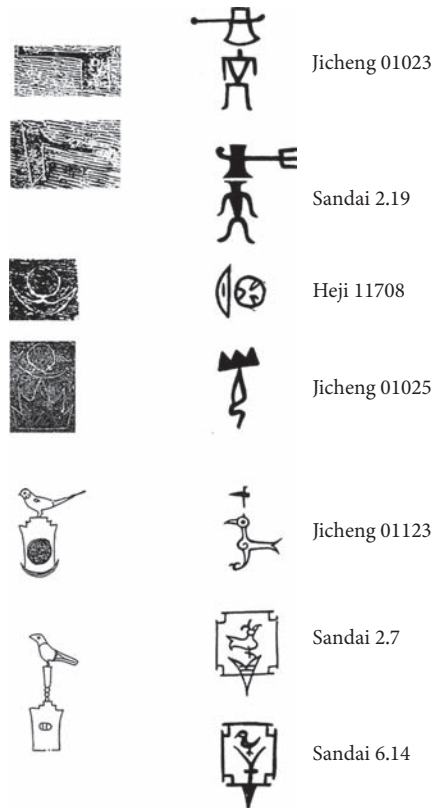 Jicheng 01023
Sandai 2.19
Heji 11708
Jicheng 01025
Jicheng 01123
Sandai 2.7
Sandai 6.14